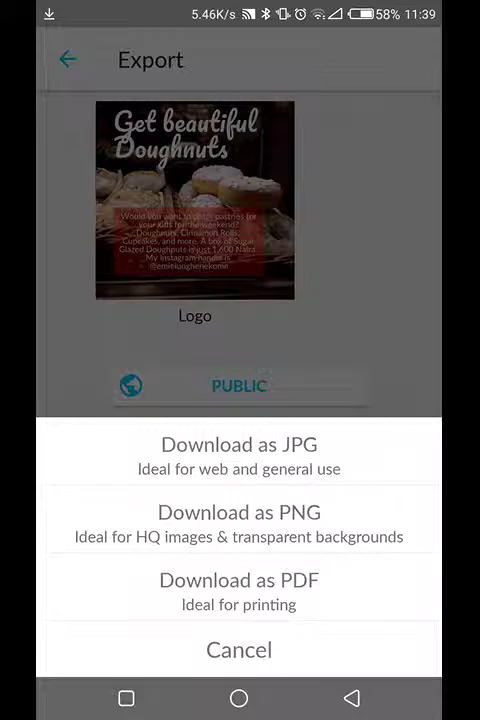 5.46K/s 58% 11:39
Export
Get beautiful
Doughnuts
Would you want to order pastries for
your kids for the weekend?
Doughnuts, Cinnamon Rolls,
Cupcakes, and more. A box of Sugar
Glazed Doughnuts is just 1,600 Naira.
My Instagram handle is
Logo
PUBLIC
Download as JPG
Ideal for web and general use
Download as PNG
Ideal for HQ images & transparent backgrounds
Download as PDF
Ideal for printing
Cancel